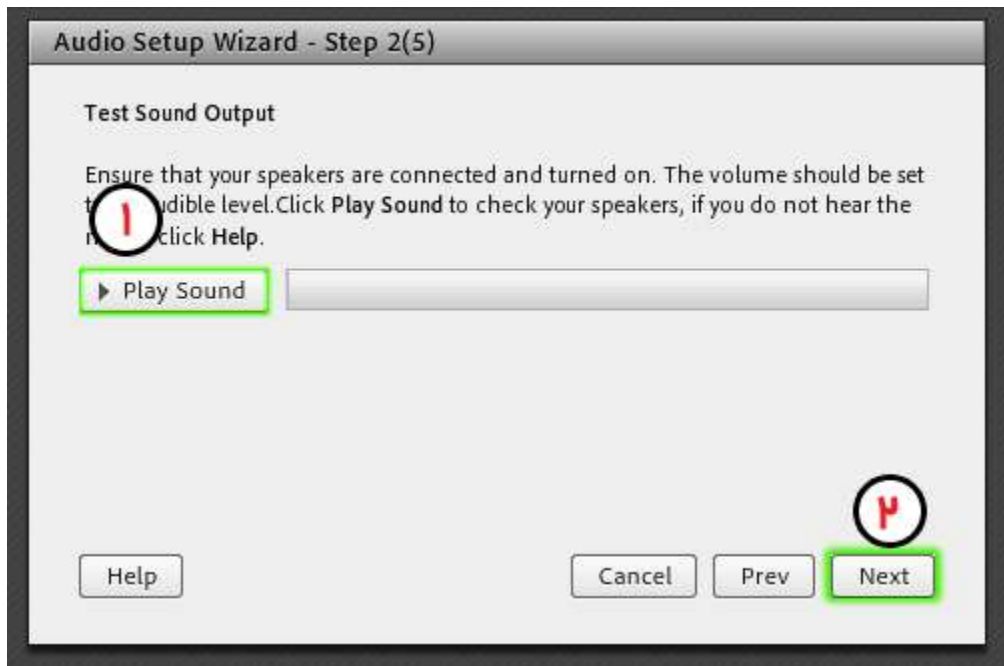 Audio Setup Wizard - Step 2(5)
Test Sound Output
Ensure that your speakers are connected and turned on. The volume should be set
udible level.Click Play Sound to check your speakers, if you do not hear the
۱
click Help.
Play Sound
۲
Help
Cancel
Prev
Next